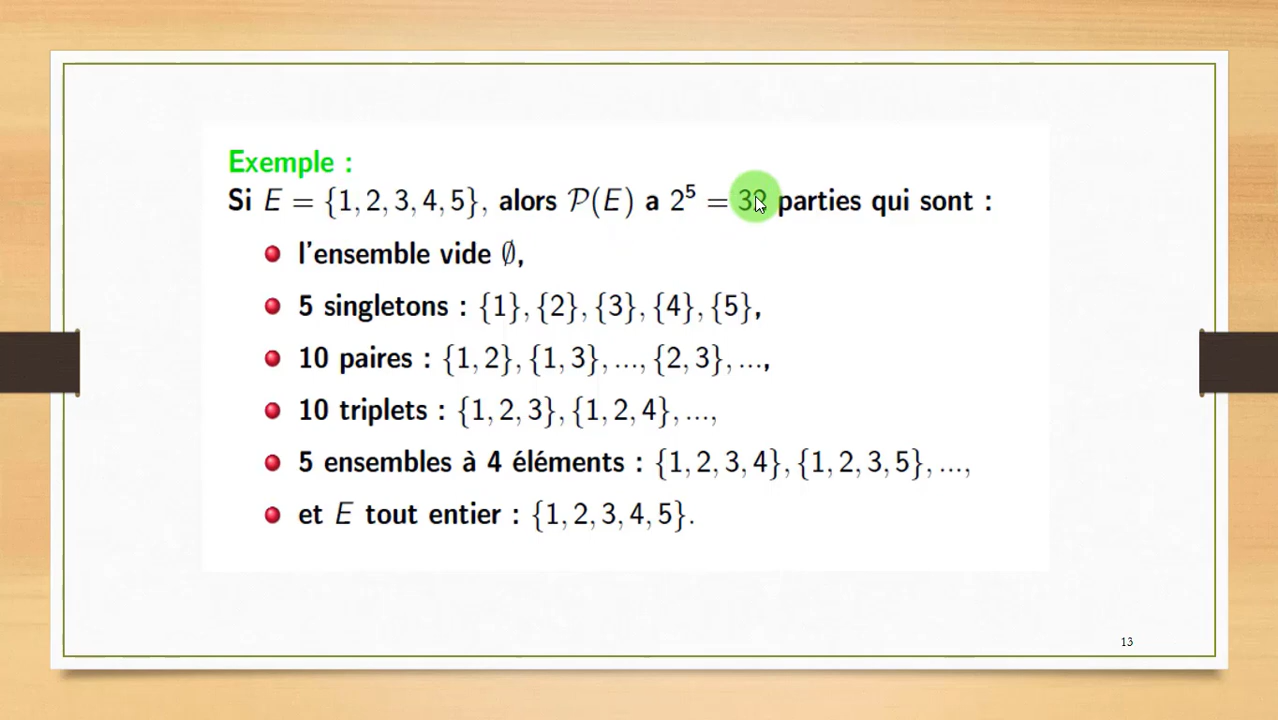 Exemple :
Si E = {1, 2, 3, 4, 5}, alors 𝒫(E) a 2⁵ = 32 parties qui sont :
l'ensemble vide ∅,
5 singletons : {1}, {2}, {3}, {4}, {5},
10 paires : {1, 2}, {1, 3}, ..., {2, 3}, ...,
10 triplets : {1, 2, 3}, {1, 2, 4}, ...,
5 ensembles à 4 éléments : {1, 2, 3, 4}, {1, 2, 3, 5}, ...,
et E tout entier : {1, 2, 3, 4, 5}.
13